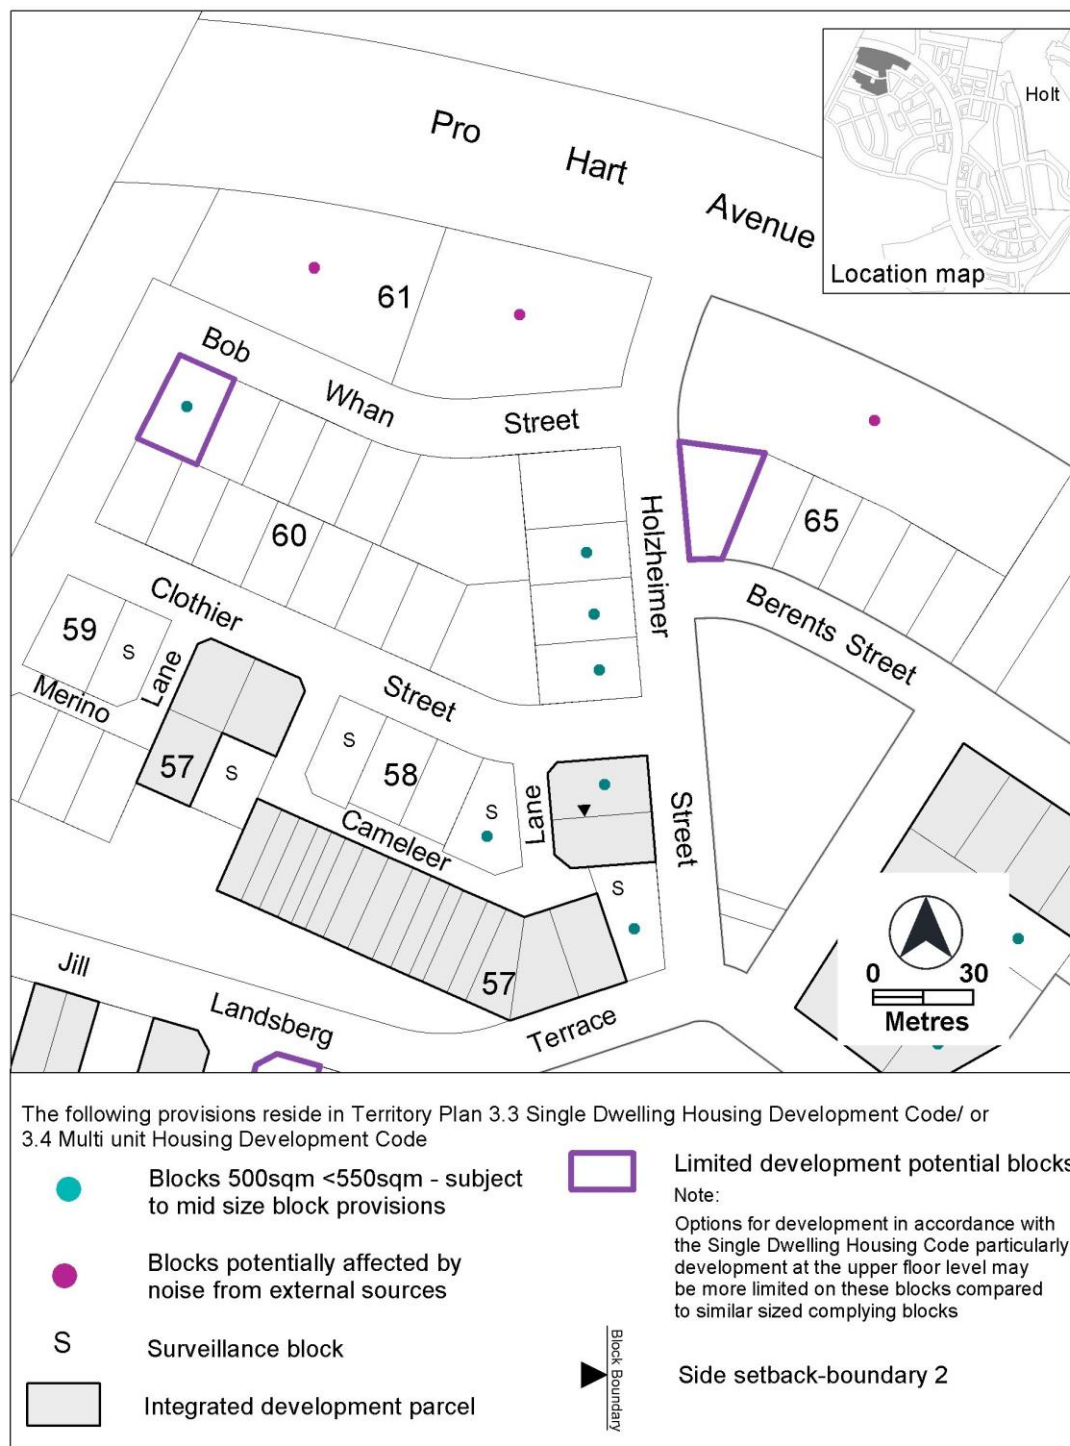 Pro Hart Avenue
Holt
Location map
61
Bob Whan Street
Holzheimer
65
60
Berents Street
Clothier
59
S
Lane
Merino
Street
S
57
S
58
S
Lane
Street
Cameleer
S
57
0 30
Metres
Jill
Landsberg
Terrace
The following provisions reside in Territory Plan 3.3 Single Dwelling Housing Development Code/ or
3.4 Multi unit Housing Development Code
Blocks 500sqm <550sqm - subject
to mid size block provisions
Blocks potentially affected by
noise from external sources
S
Surveillance block
Integrated development parcel
Limited development potential blocks
Note:
Options for development in accordance with
the Single Dwelling Housing Code particularly
development at the upper floor level may
be more limited on these blocks compared
to similar sized complying blocks
Block Boundary
Side setback-boundary 2